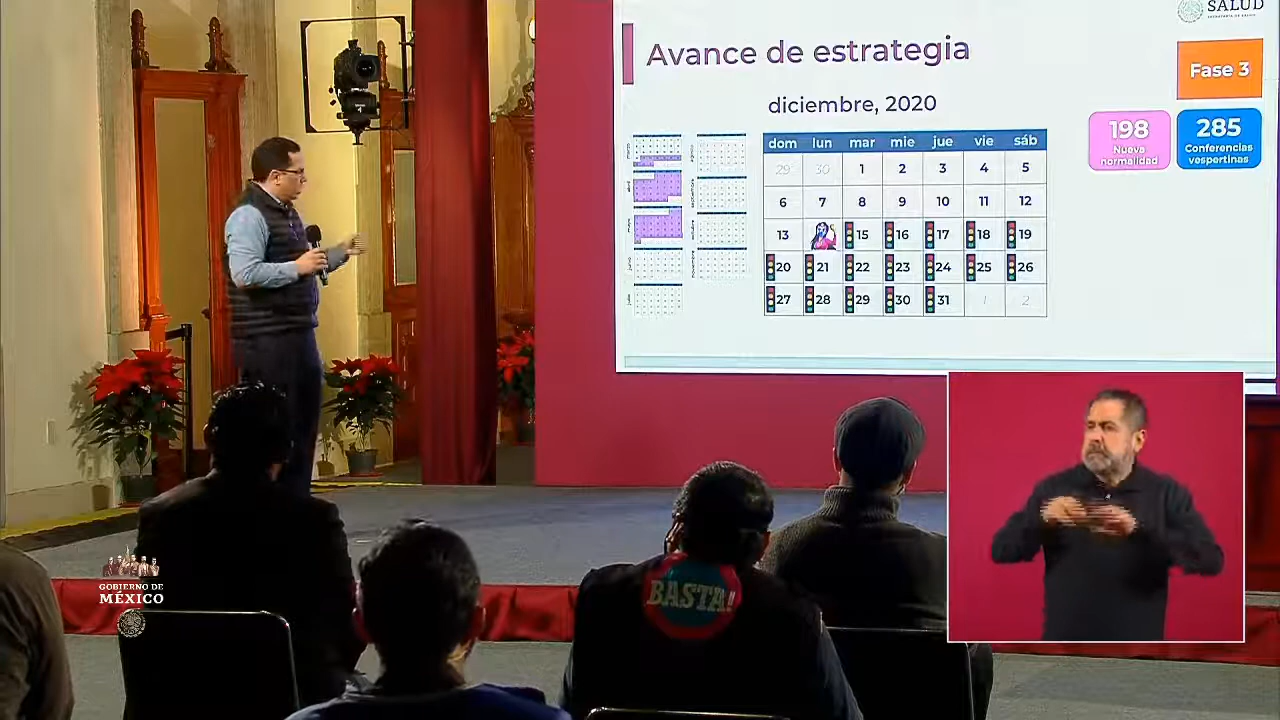 SALUD
SECRETARÍA DE SALUD
Avance de estrategia
Fase 3
diciembre, 2020
198
Nueva
normalidad
285
Conferencias
vespertinas
dom lun mar mie jue vie sáb
29 30 1 2 3 4 5
6 7 8 9 10 11 12
13 15 16 17 18 19
20 21 22 23 24 25 26
27 28 29 30 31 1 2
BASTA!
GOBIERNO DE
MÉXICO